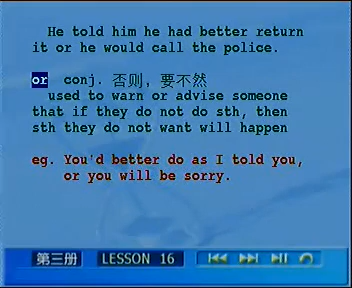 He told him he had better return
it or he would call the police.
or conj. 否则，要不然
used to warn or advise someone
that if they do not do sth, then
sth they do not want will happen
eg. You'd better do as I told you,
or you will be sorry.
第三册 LESSON 16